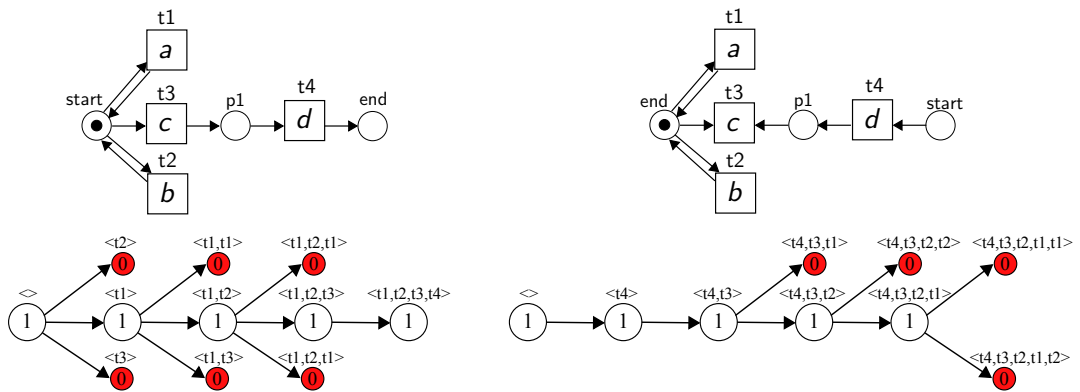 t1
a
start
t3
c
p1
t4
d
end
t2
b
t1
a
end
t3
c
p1
t4
d
start
t2
b
<t2>
0
<t1,t1>
0
<t1,t2,t1>
0
<>
1
<t1>
1
<t1,t2>
1
<t1,t2,t3>
1
<t1,t2,t3,t4>
1
<t3>
0
<t1,t3>
0
<t1,t2,t1>
0
<t4,t3,t1>
0
<t4,t3,t2,t2>
0
<t4,t3,t2,t1,t1>
0
<>
1
<t4>
1
<t4,t3>
1
<t4,t3,t2>
1
<t4,t3,t2,t1>
1
<t4,t3,t2,t1,t2>
0